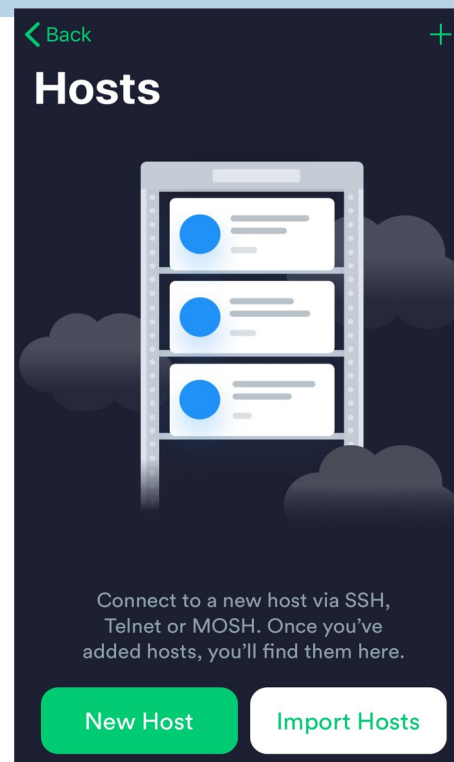 Back
Hosts
Connect to a new host via SSH,
Telnet or MOSH. Once you’ve
added hosts, you’ll find them here.
New Host
Import Hosts